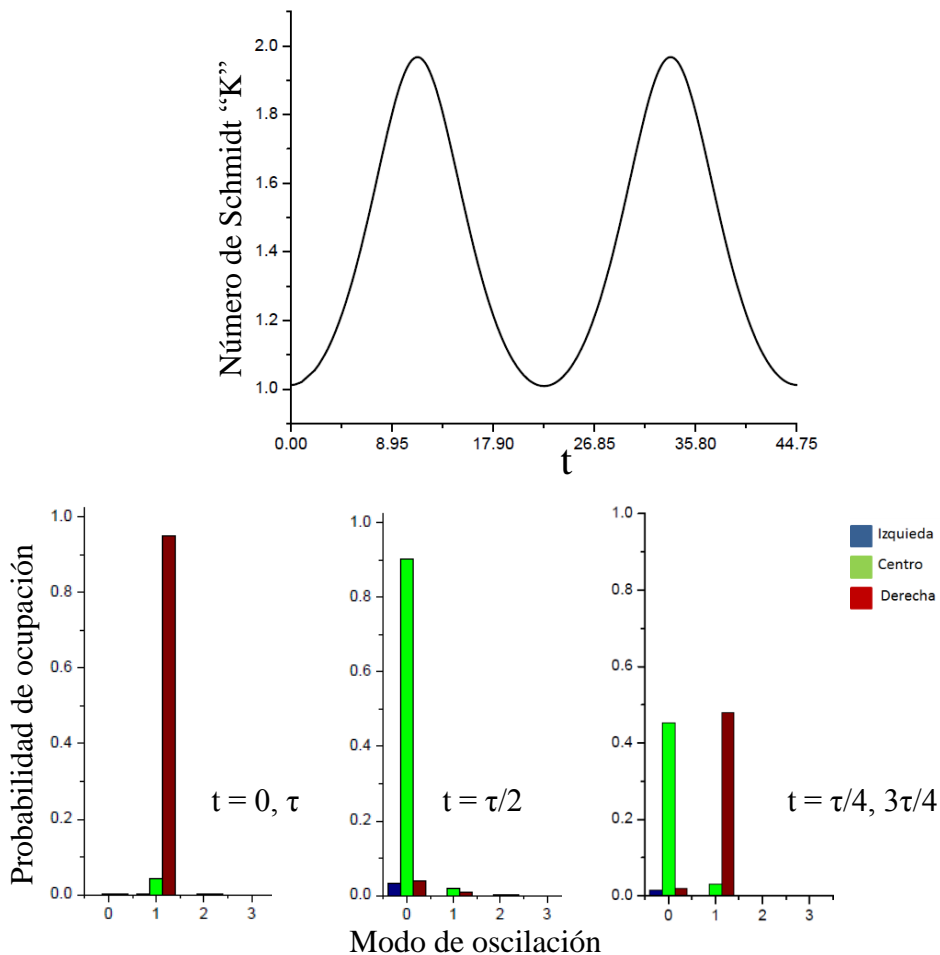 Número de Schmidt “K”
2.0
1.8
1.6
1.4
1.2
1.0
0.00 8.95 17.90 26.85 35.80 44.75
t
Probabilidad de ocupación
1.0
0.8
0.6
0.4
0.2
0.0
0 1 2 3
t = 0, τ
1.0
0.8
0.6
0.4
0.2
0.0
0 1 2 3
t = τ/2
1.0
0.8
0.6
0.4
0.2
0.0
0 1 2 3
t = τ/4, 3τ/4
Izquieda
Centro
Derecha
Modo de oscilación